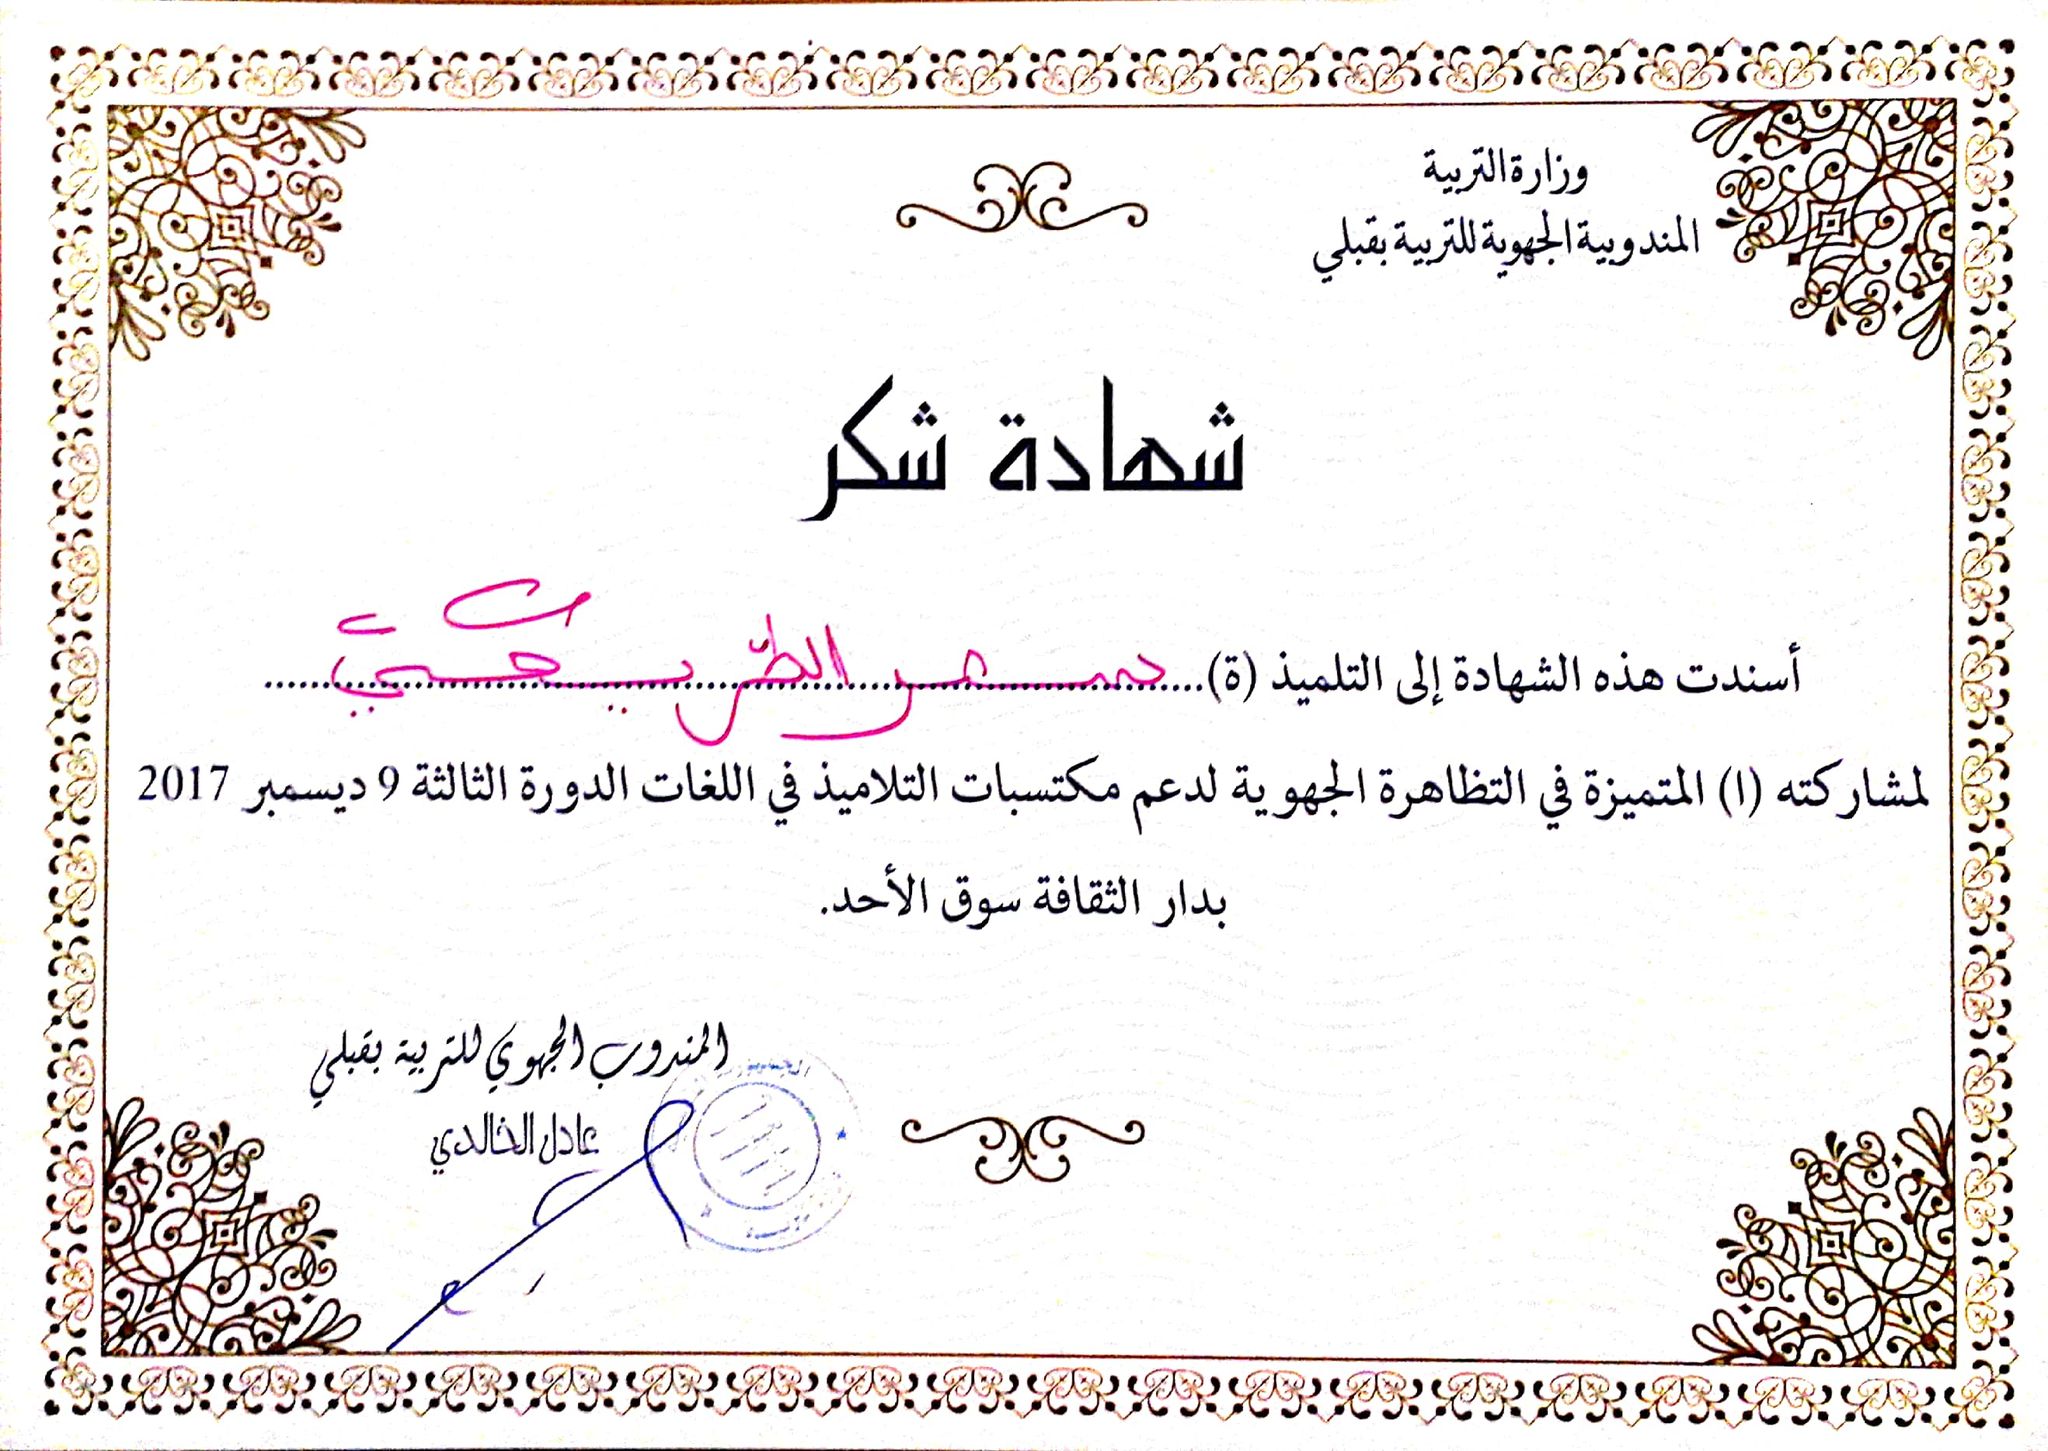 وزارة التربية
المندوبية الجهوية للتربية بقبلي
شهادة شكر
أسندت هذه الشهادة إلى التلميذ (ة)
لمشاركته (ا) المتميزة في التظاهرة الجهوية لدعم مكتسبات التلاميذ في اللغات الدورة الثالثة 9 ديسمبر 2017
بدار الثقافة سوق الأحد.
المندوب الجهوي للتربية بقبلي
عادل الخالدي